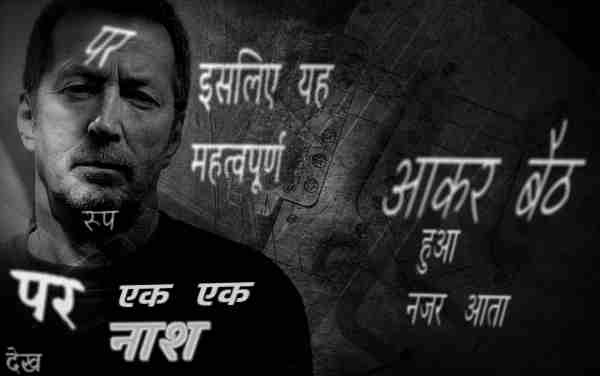 पर
इसलिए यह
महत्वपूर्ण
आकर बैठ
स्प
हुआ
पर एक एक
नजर आता
नाश
देख